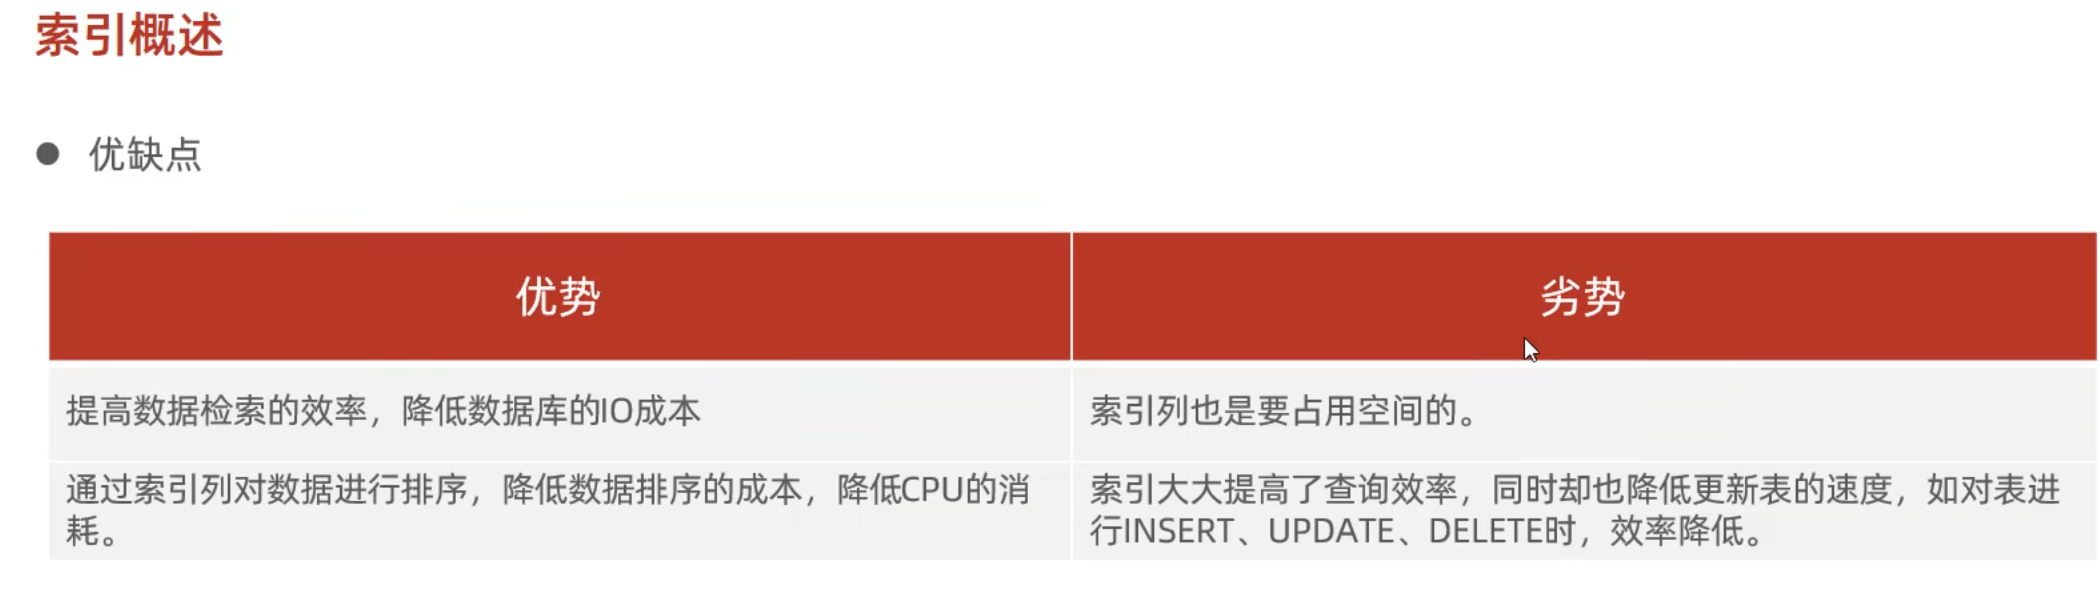 索引概述
优缺点
优势
劣势
提高数据检索的效率，降低数据库的IO成本
索引列也是要占用空间的。
通过索引列对数据进行排序，降低数据排序的成本，降低CPU的消
耗。
索引大大提高了查询效率，同时却也降低更新表的速度，如对表进
行INSERT、UPDATE、DELETE时，效率降低。